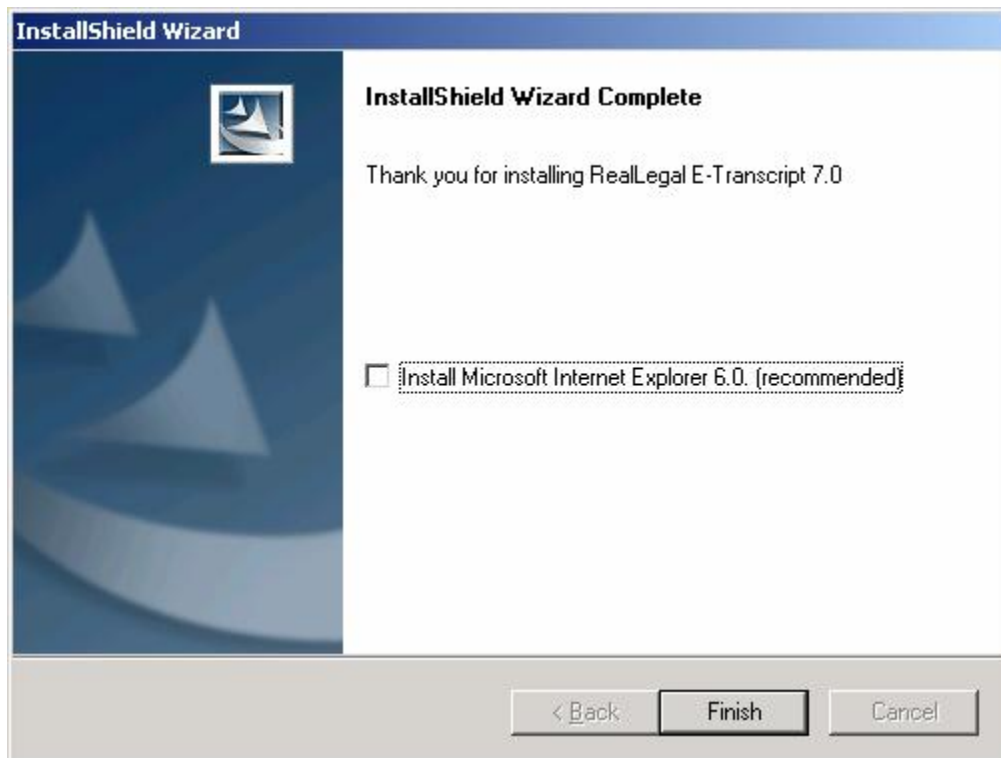 InstallShield Wizard
InstallShield Wizard Complete
Thank you for installing RealLegal E-Transcript 7.0
Install Microsoft Internet Explorer 6.0. (recommended)
< Back Finish Cancel